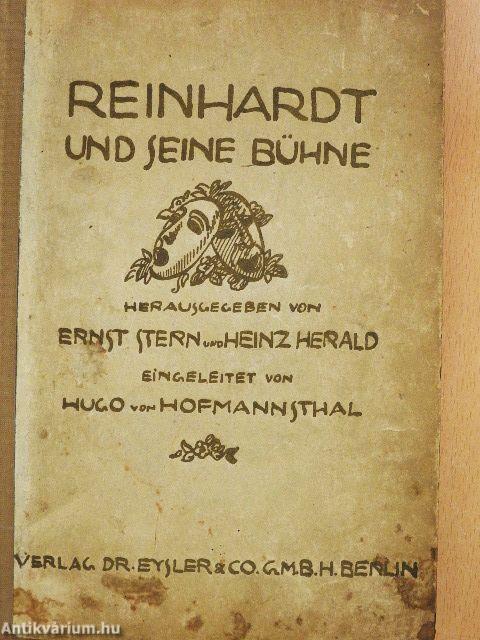 REINHARDT
UND SEINE BÜHNE
HERAUSGEGEBEN VON
ERNST STERN UND HEINZ HERALD
EINGELEITET VON
HUGO VON HOFMANNSTHAL
VERLAG DR. EYSLER & CO. G.M.B.H. BERLIN
Antikvárium.hu